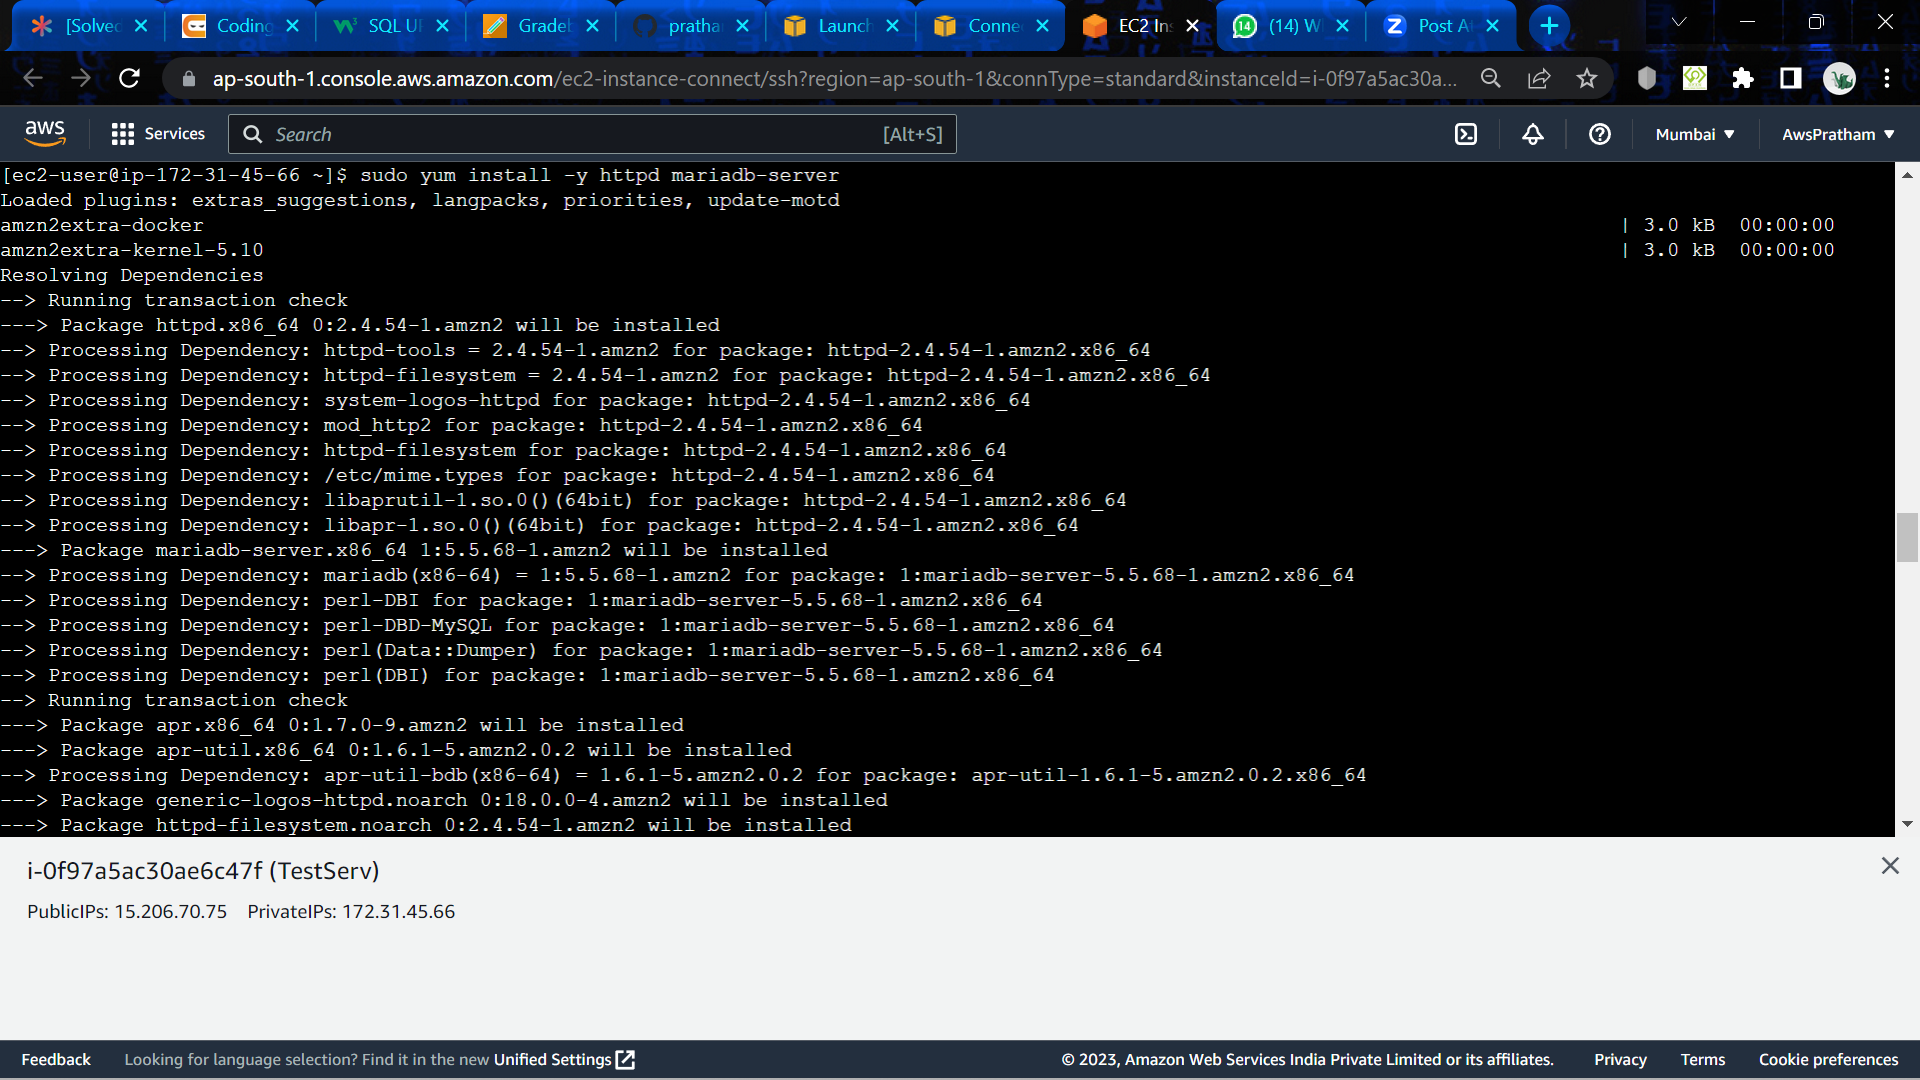 [Solved
Coding
SQL UP
Grade
pratha
Launch
Conne
EC2 Ins
(14) W
Post A
ap-south-1.console.aws.amazon.com/ec2-instance-connect/ssh?region=ap-south-1&connType=standard&instanceId=i-0f97a5ac30a...
aws
Services
Search
[Alt+S]
Mumbai
AwsPratham
[ec2-user@ip-172-31-45-66 ~]$ sudo yum install -y httpd mariadb-server
Loaded plugins: extras_suggestions, langpacks, priorities, update-motd
amzn2extra-docker | 3.0 kB 00:00:00
amzn2extra-kernel-5.10 | 3.0 kB 00:00:00
Resolving Dependencies
--> Running transaction check
---> Package httpd.x86_64 0:2.4.54-1.amzn2 will be installed
--> Processing Dependency: httpd-tools = 2.4.54-1.amzn2 for package: httpd-2.4.54-1.amzn2.x86_64
--> Processing Dependency: httpd-filesystem = 2.4.54-1.amzn2 for package: httpd-2.4.54-1.amzn2.x86_64
--> Processing Dependency: system-logos-httpd for package: httpd-2.4.54-1.amzn2.x86_64
--> Processing Dependency: mod_http2 for package: httpd-2.4.54-1.amzn2.x86_64
--> Processing Dependency: httpd-filesystem for package: httpd-2.4.54-1.amzn2.x86_64
--> Processing Dependency: /etc/mime.types for package: httpd-2.4.54-1.amzn2.x86_64
--> Processing Dependency: libaprutil-1.so.0()(64bit) for package: httpd-2.4.54-1.amzn2.x86_64
--> Processing Dependency: libapr-1.so.0()(64bit) for package: httpd-2.4.54-1.amzn2.x86_64
---> Package mariadb-server.x86_64 1:5.5.68-1.amzn2 will be installed
--> Processing Dependency: mariadb(x86-64) = 1:5.5.68-1.amzn2 for package: 1:mariadb-server-5.5.68-1.amzn2.x86_64
--> Processing Dependency: perl-DBI for package: 1:mariadb-server-5.5.68-1.amzn2.x86_64
--> Processing Dependency: perl-DBD-MySQL for package: 1:mariadb-server-5.5.68-1.amzn2.x86_64
--> Processing Dependency: perl(Data::Dumper) for package: 1:mariadb-server-5.5.68-1.amzn2.x86_64
--> Processing Dependency: perl(DBI) for package: 1:mariadb-server-5.5.68-1.amzn2.x86_64
--> Running transaction check
---> Package apr.x86_64 0:1.7.0-9.amzn2 will be installed
---> Package apr-util.x86_64 0:1.6.1-5.amzn2.0.2 will be installed
--> Processing Dependency: apr-util-bdb(x86-64) = 1.6.1-5.amzn2.0.2 for package: apr-util-1.6.1-5.amzn2.0.2.x86_64
---> Package generic-logos-httpd.noarch 0:18.0.0-4.amzn2 will be installed
---> Package httpd-filesystem.noarch 0:2.4.54-1.amzn2 will be installed
i-0f97a5ac30ae6c47f (TestServ)
PublicIPs: 15.206.70.75 PrivateIPs: 172.31.45.66
Feedback
Looking for language selection? Find it in the new Unified Settings
© 2023, Amazon Web Services India Private Limited or its affiliates.
Privacy
Terms
Cookie preferences